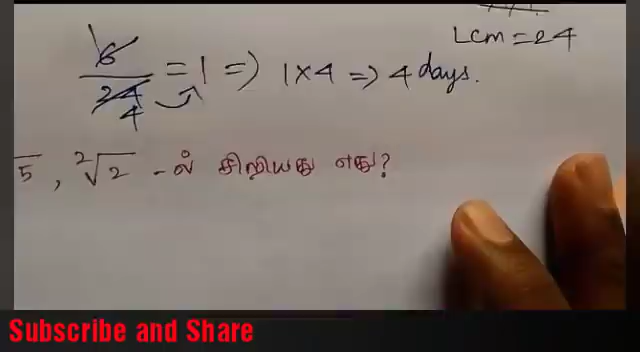 LCM = 24
6/24 = 1 => 1 x 4 => 4 days.
4
5, ²√2 - ல் சிறியது எது?
Subscribe and Share